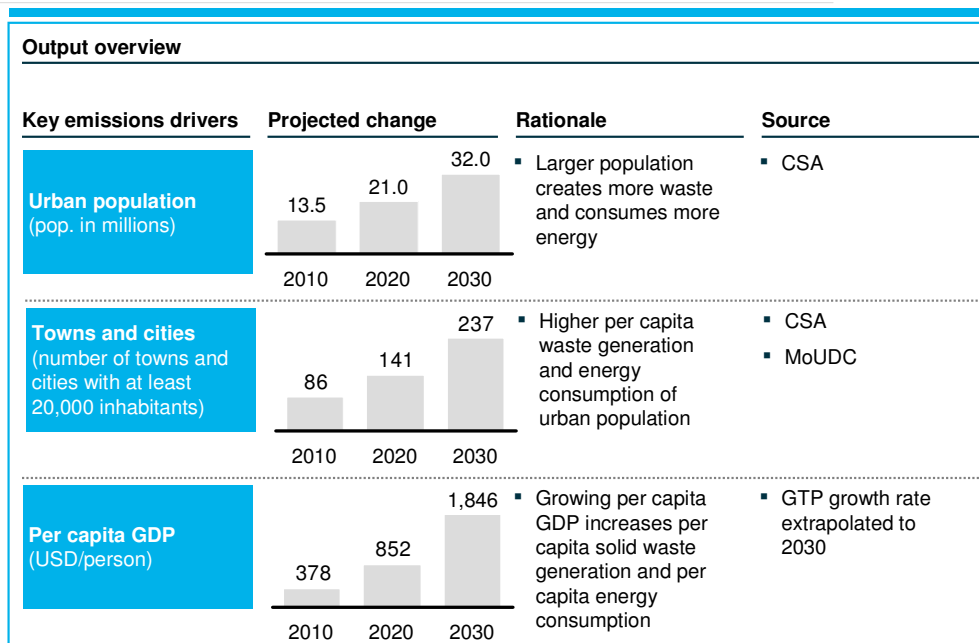 Output overview
Key emissions drivers
Projected change
Rationale
Source
Urban population
(pop. in millions)
13.5
21.0
32.0
2010
2020
2030
▪ Larger population
creates more waste
and consumes more
energy
▪ CSA
Towns and cities
(number of towns and
cities with at least
20,000 inhabitants)
86
141
237
2010
2020
2030
▪ Higher per capita
waste generation
and energy
consumption of
urban population
▪ CSA
▪ MoUDC
Per capita GDP
(USD/person)
378
852
1,846
2010
2020
2030
▪ Growing per capita
GDP increases per
capita solid waste
generation and per
capita energy
consumption
▪ GTP growth rate
extrapolated to
2030